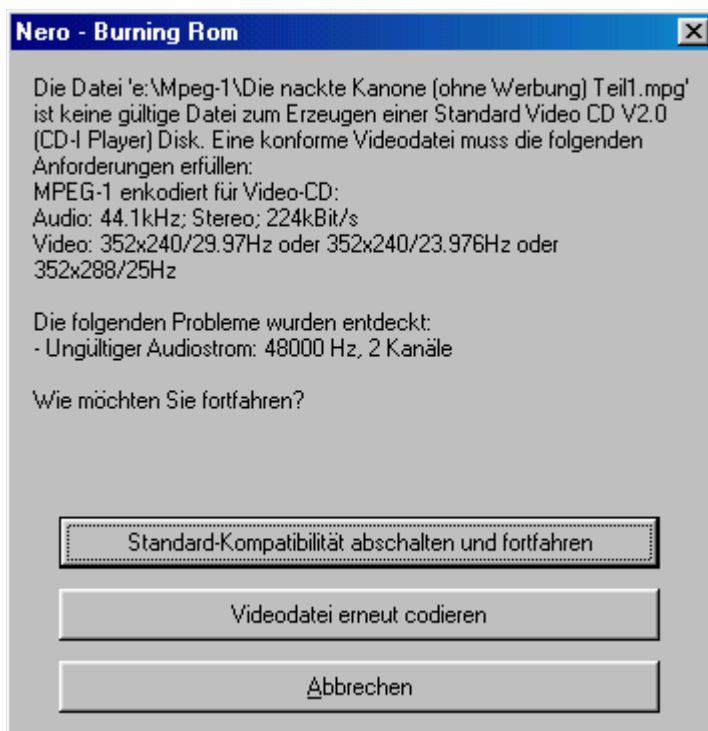 Nero - Burning Rom
Die Datei 'e:\Mpeg-1\Die nackte Kanone (ohne Werbung) Teil1.mpg'
ist keine gültige Datei zum Erzeugen einer Standard Video CD V2.0
(CD-I Player) Disk. Eine konforme Videodatei muss die folgenden
Anforderungen erfüllen:
MPEG-1 enkodiert für Video-CD:
Audio: 44.1kHz; Stereo; 224kBit/s
Video: 352x240/29.97Hz oder 352x240/23.976Hz oder
352x288/25Hz
Die folgenden Probleme wurden entdeckt:
- Ungültiger Audiostrom: 48000 Hz, 2 Kanäle
Wie möchten Sie fortfahren?
Standard-Kompatibilität abschalten und fortfahren
Videodatei erneut codieren
Abbrechen